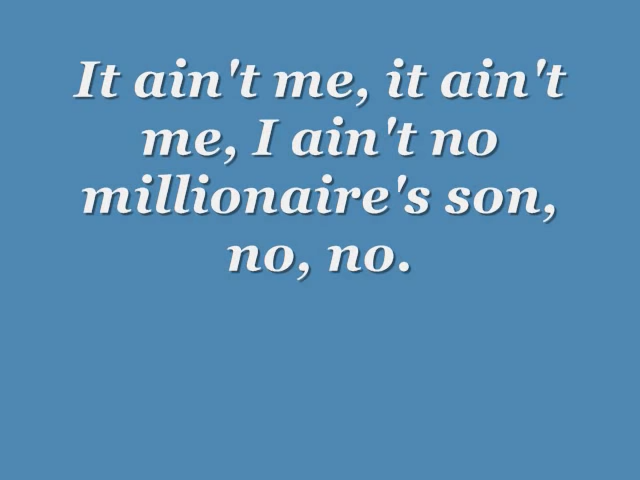 It ain't me, it ain't
me, I ain't no
millionaire's son,
no, no.